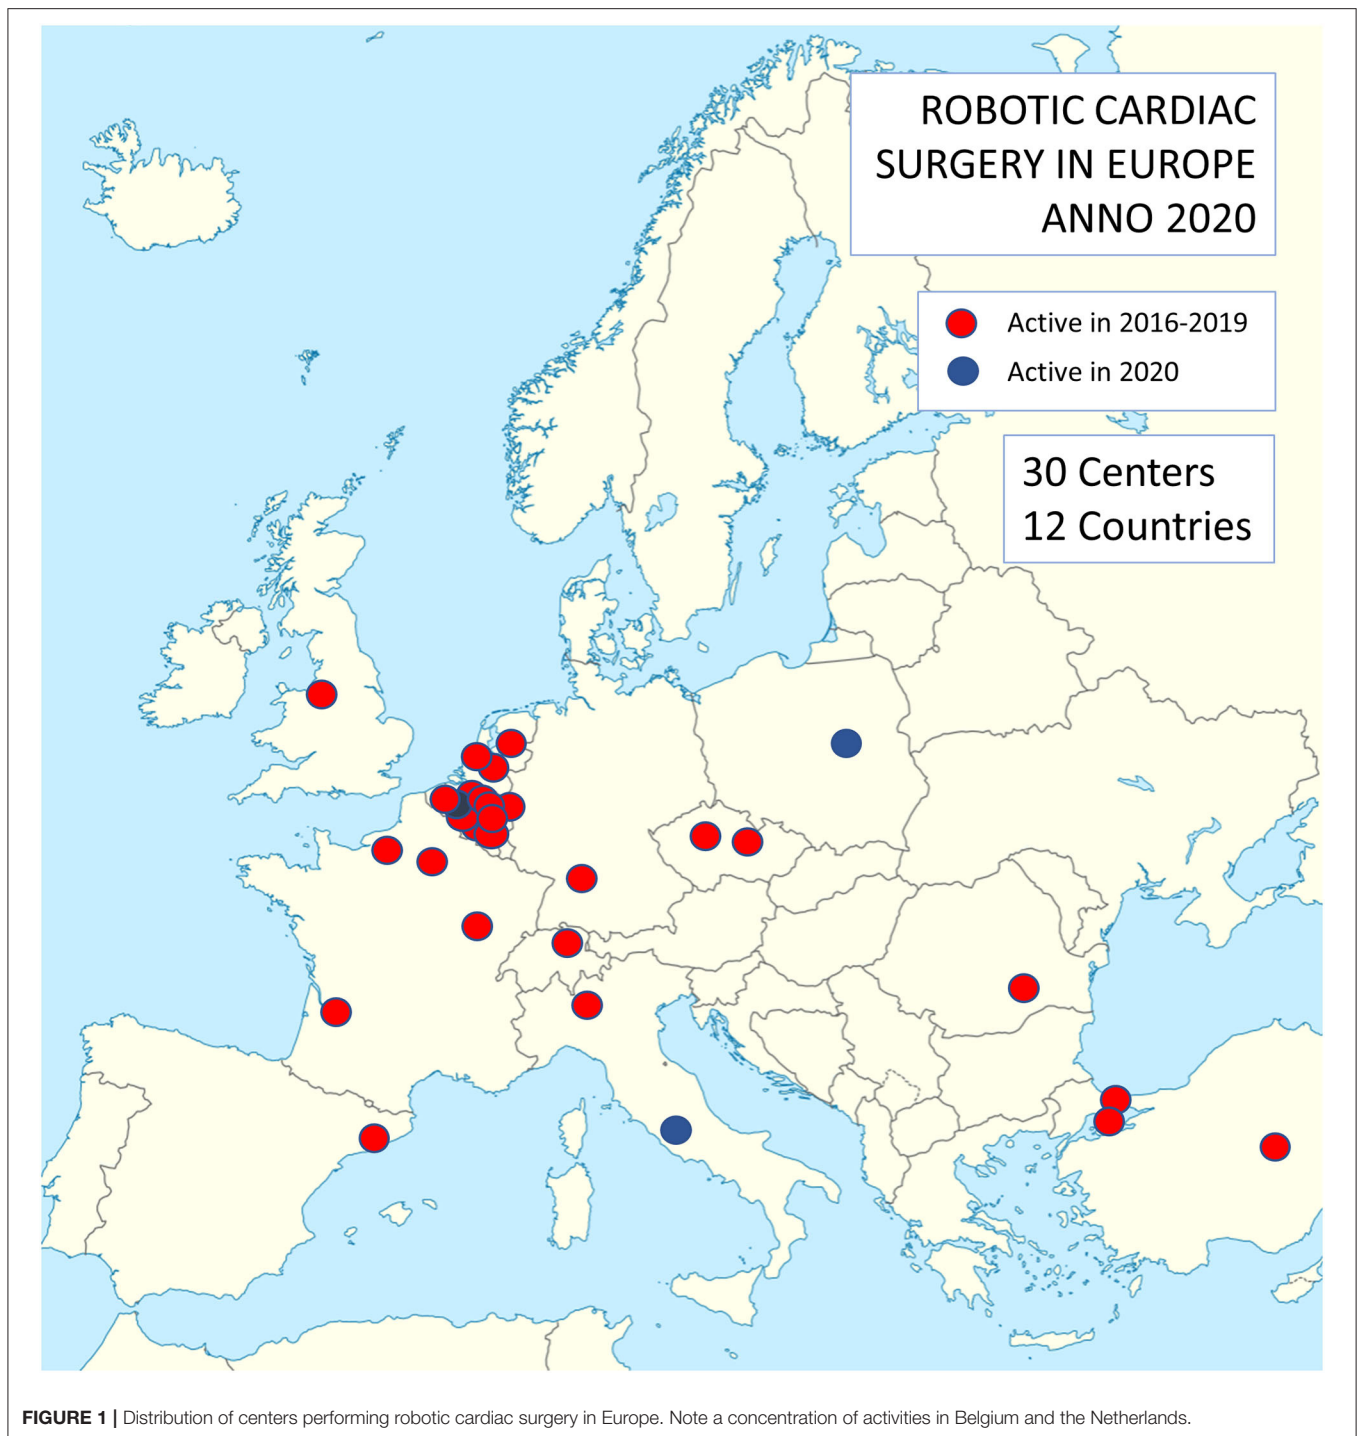 ROBOTIC CARDIAC
SURGERY IN EUROPE
ANNO 2020
Active in 2016-2019
Active in 2020
30 Centers
12 Countries
FIGURE 1 | Distribution of centers performing robotic cardiac surgery in Europe. Note a concentration of activities in Belgium and the Netherlands.